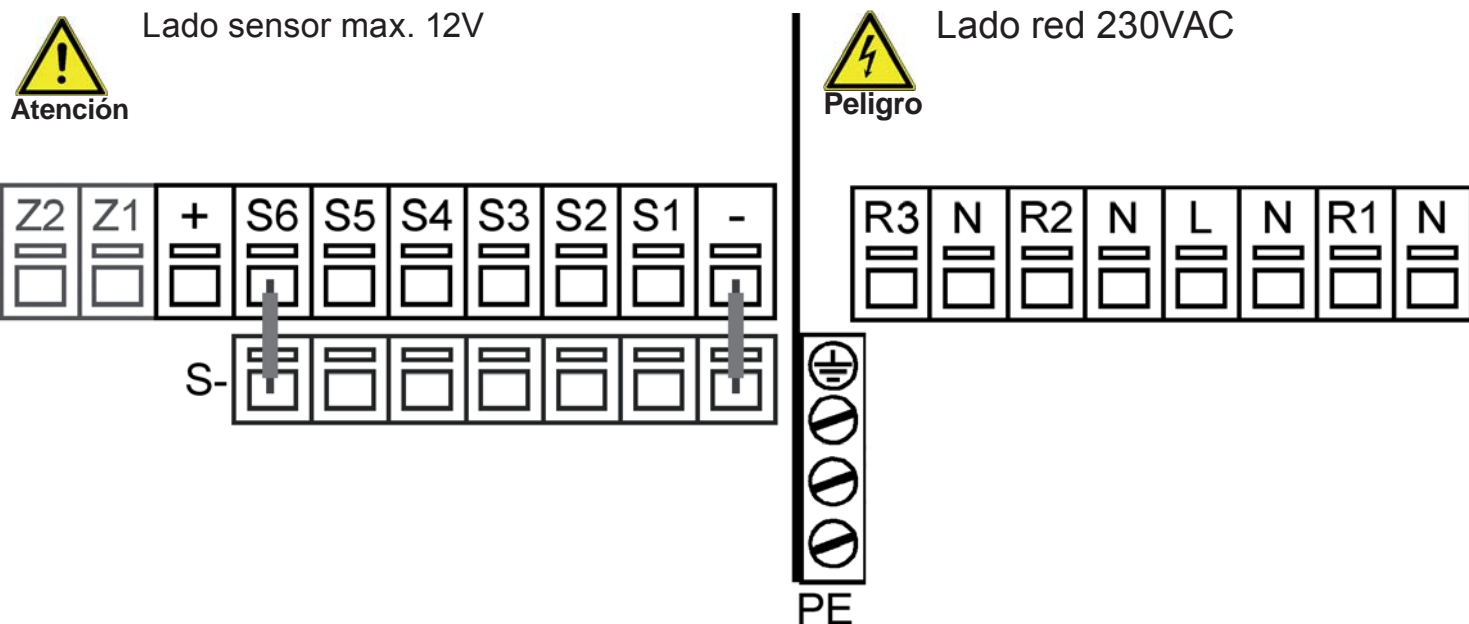 Lado sensor max. 12V
Atención
Lado red 230VAC
Peligro
Z2 Z1 + S6 S5 S4 S3 S2 S1 -
R3 N R2 N L N R1 N
S-
PE